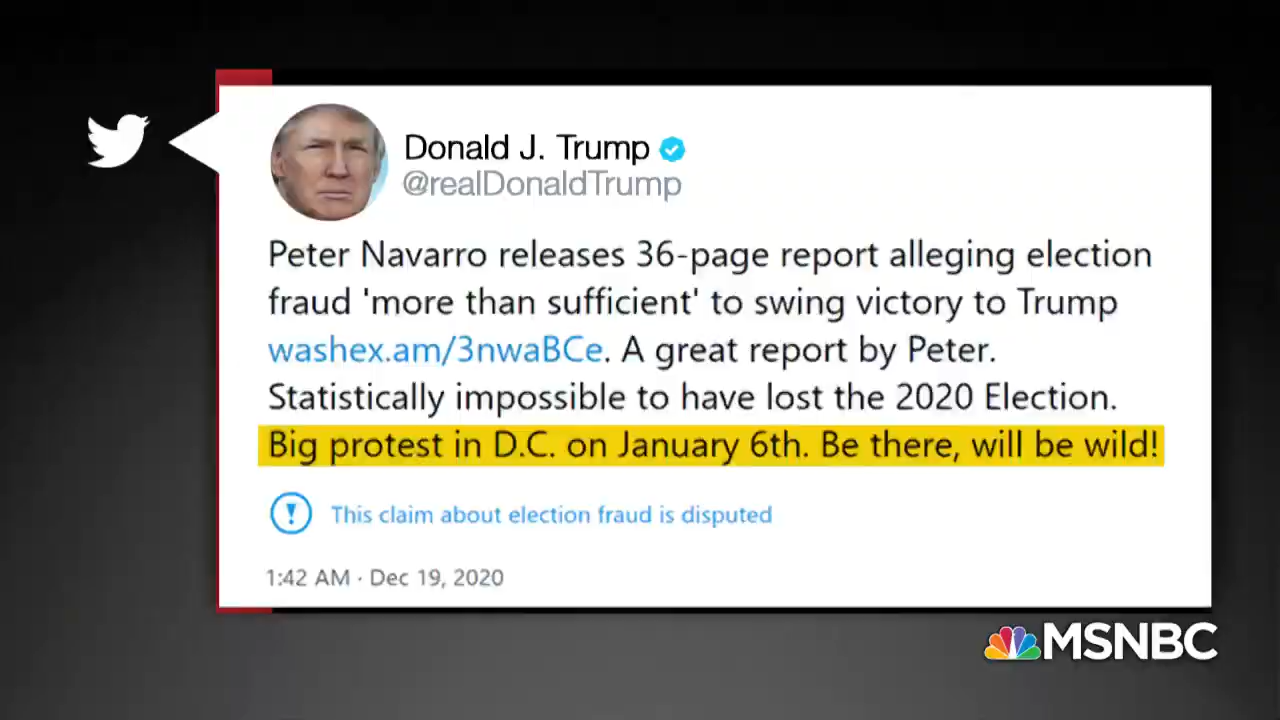 Donald J. Trump
@realDonaldTrump
Peter Navarro releases 36-page report alleging election
fraud 'more than sufficient' to swing victory to Trump
washex.am/3nwaBCe. A great report by Peter.
Statistically impossible to have lost the 2020 Election.
Big protest in D.C. on January 6th. Be there, will be wild!
This claim about election fraud is disputed
1:42 AM · Dec 19, 2020
MSNBC